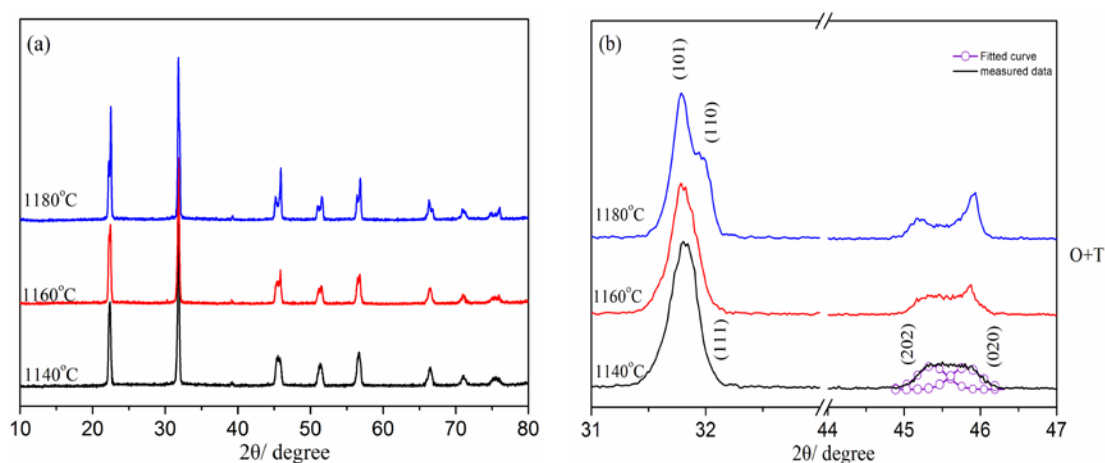 (a)
1180°C
1160°C
1140°C
10 20 30 40 50 60 70 80
2θ/ degree
(b)
Fitted curve
measured data
(101)
(110)
1180°C
O+T
1160°C
(111)
(202)
(020)
1140°C
31 32 44 45 46 47
2θ/ degree